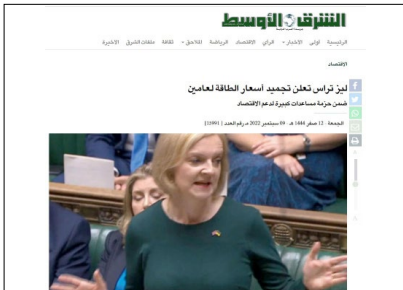 الشرق الأوسط
الرئيسية أولى الأخبار الرأي الاقتصاد الرياضة الملاحق ثقافة ملفات الشرق الأخيرة
الاقتصاد
ليز تراس تعلن تجميد أسعار الطاقة لعامين
ضمن حزمة مساعدات كبيرة لدعم الاقتصاد
الجمعة - 12 صفر 1444 هـ - 09 سبتمبر 2022 مـ رقم العدد [15991]